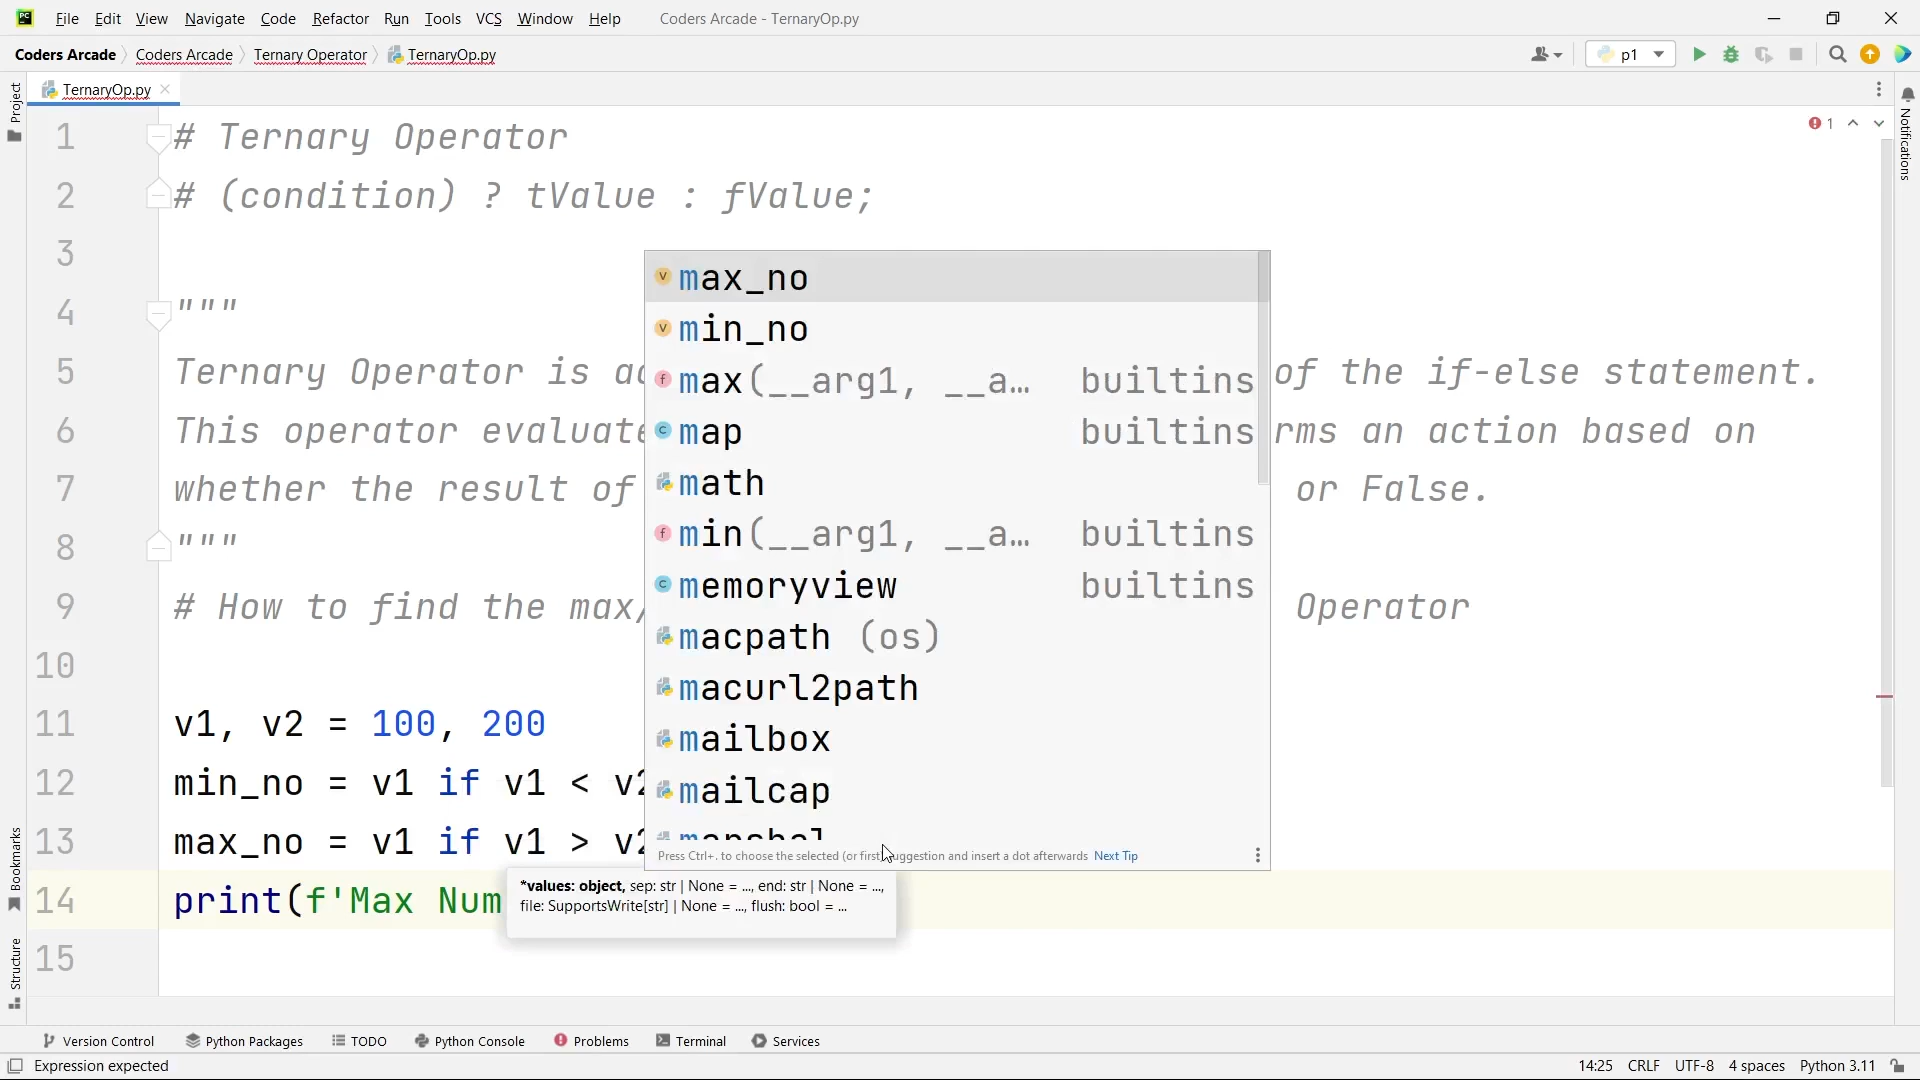 File Edit View Navigate Code Refactor Run Tools VCS Window Help Coders Arcade - TernaryOp.py
Coders Arcade Coders Arcade Ternary Operator TernaryOp.py p1
Project
TernaryOp.py
Notifications
1
1 # Ternary Operator
2 # (condition) ? tValue : fValue;
3
4 """
5 Ternary Operator is of the if-else statement.
6 This operator evaluate rms an action based on
7 whether the result of or False.
8 """
9 # How to find the max/ Operator
10
11 v1, v2 = 100, 200
12 min_no = v1 if v1 < v2
13 max_no = v1 if v1 > v2
14 print(f'Max Num
15
max_no
min_no
max(__arg1, __a… builtins
map builtins
math
min(__arg1, __a… builtins
memoryview builtins
macpath (os)
macurl2path
mailbox
mailcap
marshal
Press Ctrl+. to choose the selected (or first) suggestion and insert a dot afterwards Next Tip
*values: object, sep: str | None = ..., end: str | None = ...,
file: SupportsWrite[str] | None = ..., flush: bool = ...
Bookmarks
Structure
Version Control Python Packages TODO Python Console Problems Terminal Services
Expression expected 14:25 CRLF UTF-8 4 spaces Python 3.11